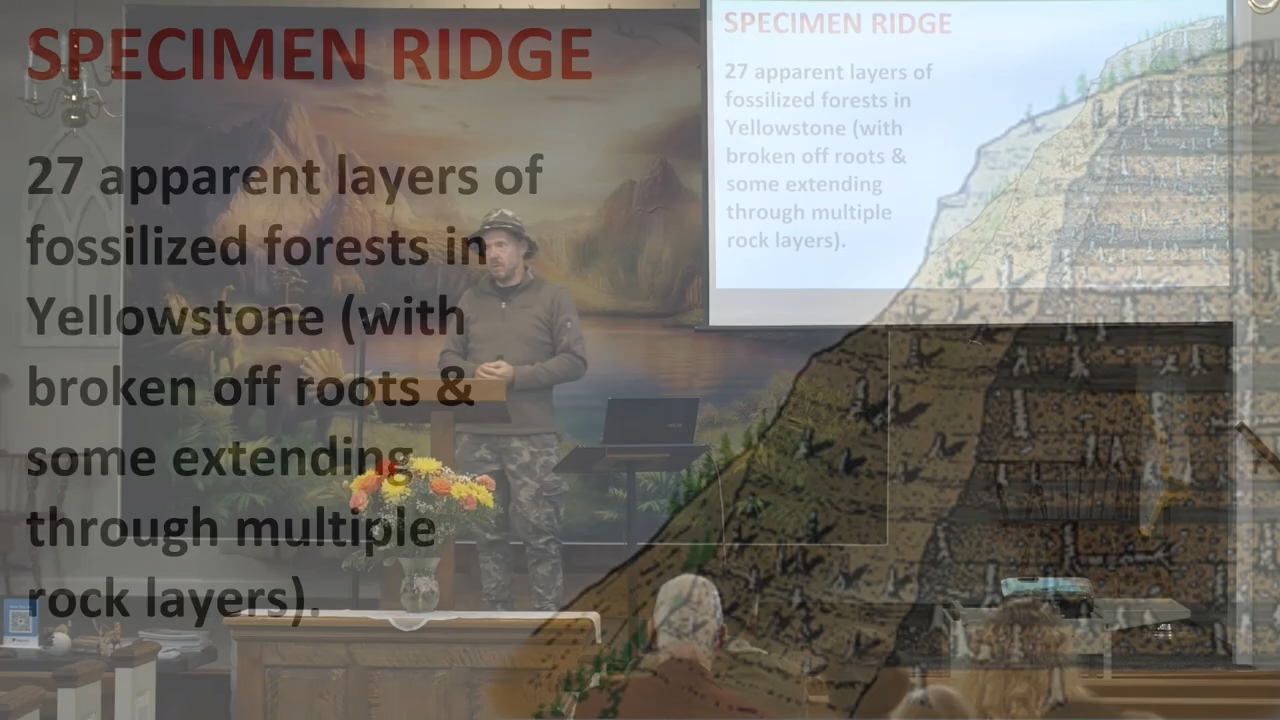 SPECIMEN RIDGE
27 apparent layers of
fossilized forests in
Yellowstone (with
broken off roots &
some extending
through multiple
rock layers).
SPECIMEN RIDGE
27 apparent layers of
fossilized forests in
Yellowstone (with
broken off roots &
some extending
through multiple
rock layers).